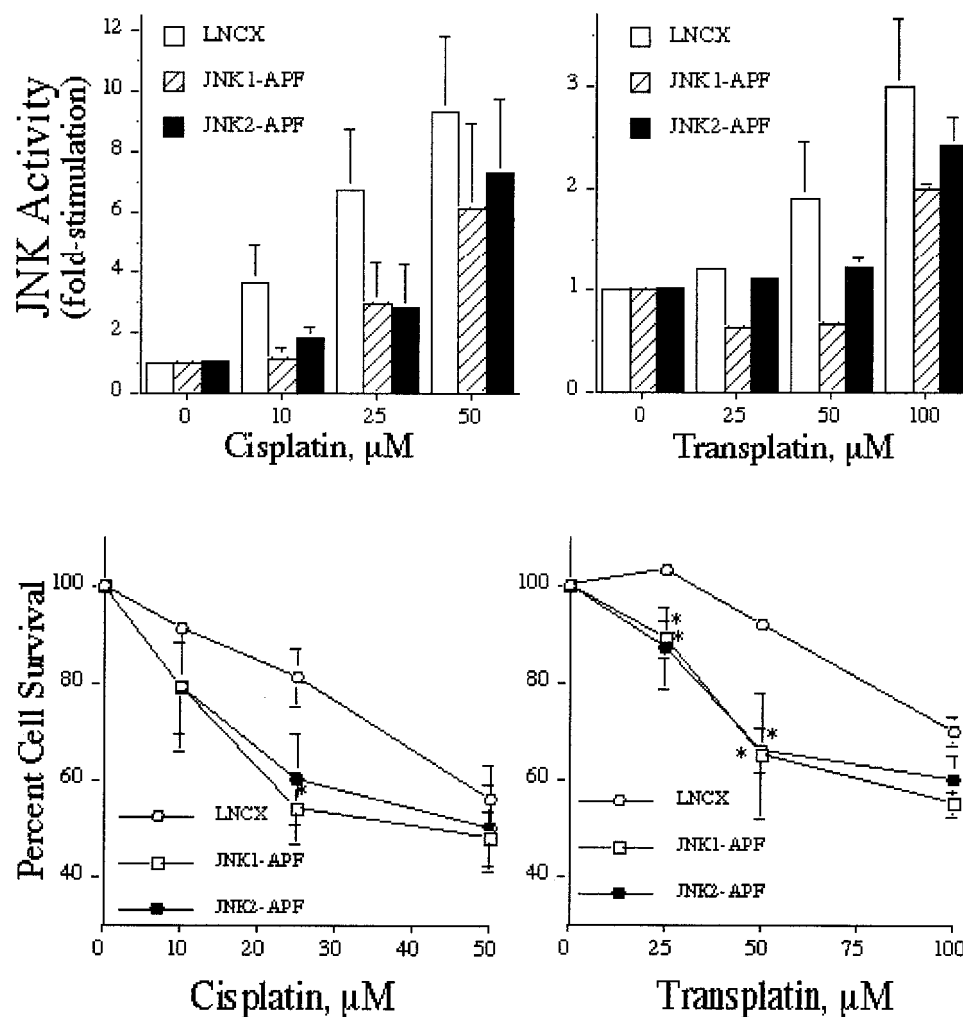 JNK Activity
(fold-stimulation)
12
10
8
6
4
2
0
LNCX
JNK1-APF
JNK2-APF
0 10 25 50
Cisplatin, µM
3
2
1
0
LNCX
JNK1-APF
JNK2-APF
0 25 50 100
Transplatin, µM
Percent Cell Survival
100
80
60
40
*
LNCX
JNK1-APF
JNK2-APF
0 10 20 30 40 50
Cisplatin, µM
100
80
60
40
*
*
*
*
LNCX
JNK1-APF
JNK2-APF
0 25 50 75 100
Transplatin, µM